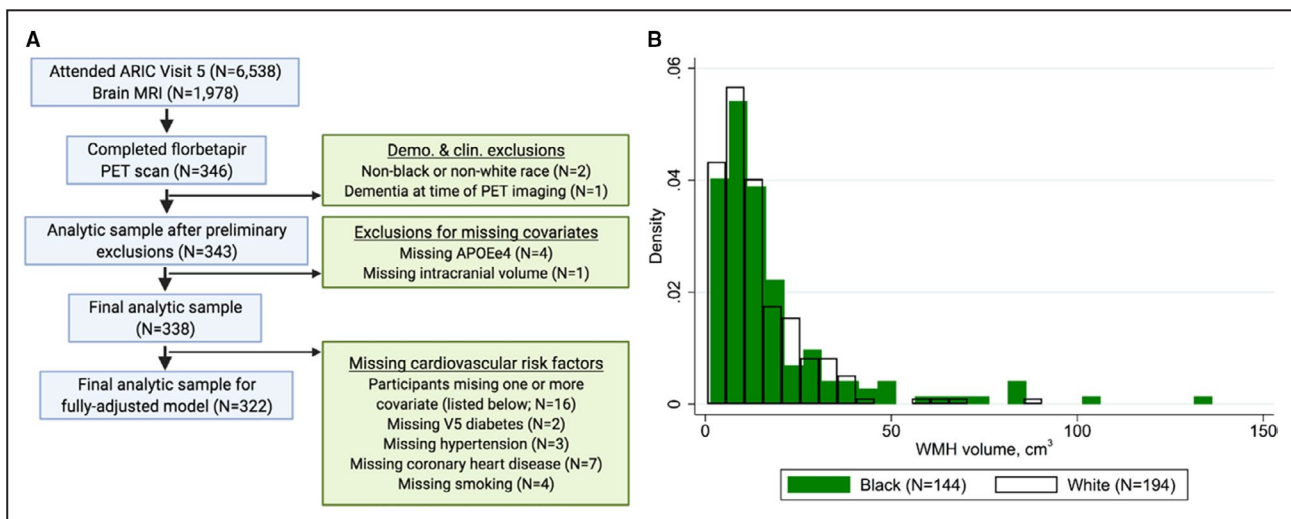 A
Attended ARIC Visit 5 (N=6,538)
Brain MRI (N=1,978)
Completed florbetapir
PET scan (N=346)
Demo. & clin. exclusions
Non-black or non-white race (N=2)
Dementia at time of PET imaging (N=1)
Analytic sample after preliminary
exclusions (N=343)
Exclusions for missing covariates
Missing APOEe4 (N=4)
Missing intracranial volume (N=1)
Final analytic sample
(N=338)
Missing cardiovascular risk factors
Participants mising one or more
covariate (listed below; N=16)
Missing V5 diabetes (N=2)
Missing hypertension (N=3)
Missing coronary heart disease (N=7)
Missing smoking (N=4)
Final analytic sample for
fully-adjusted model (N=322)
B
.06
.04
.02
0
Density
0 50 100 150
WMH volume, cm³
Black (N=144) White (N=194)